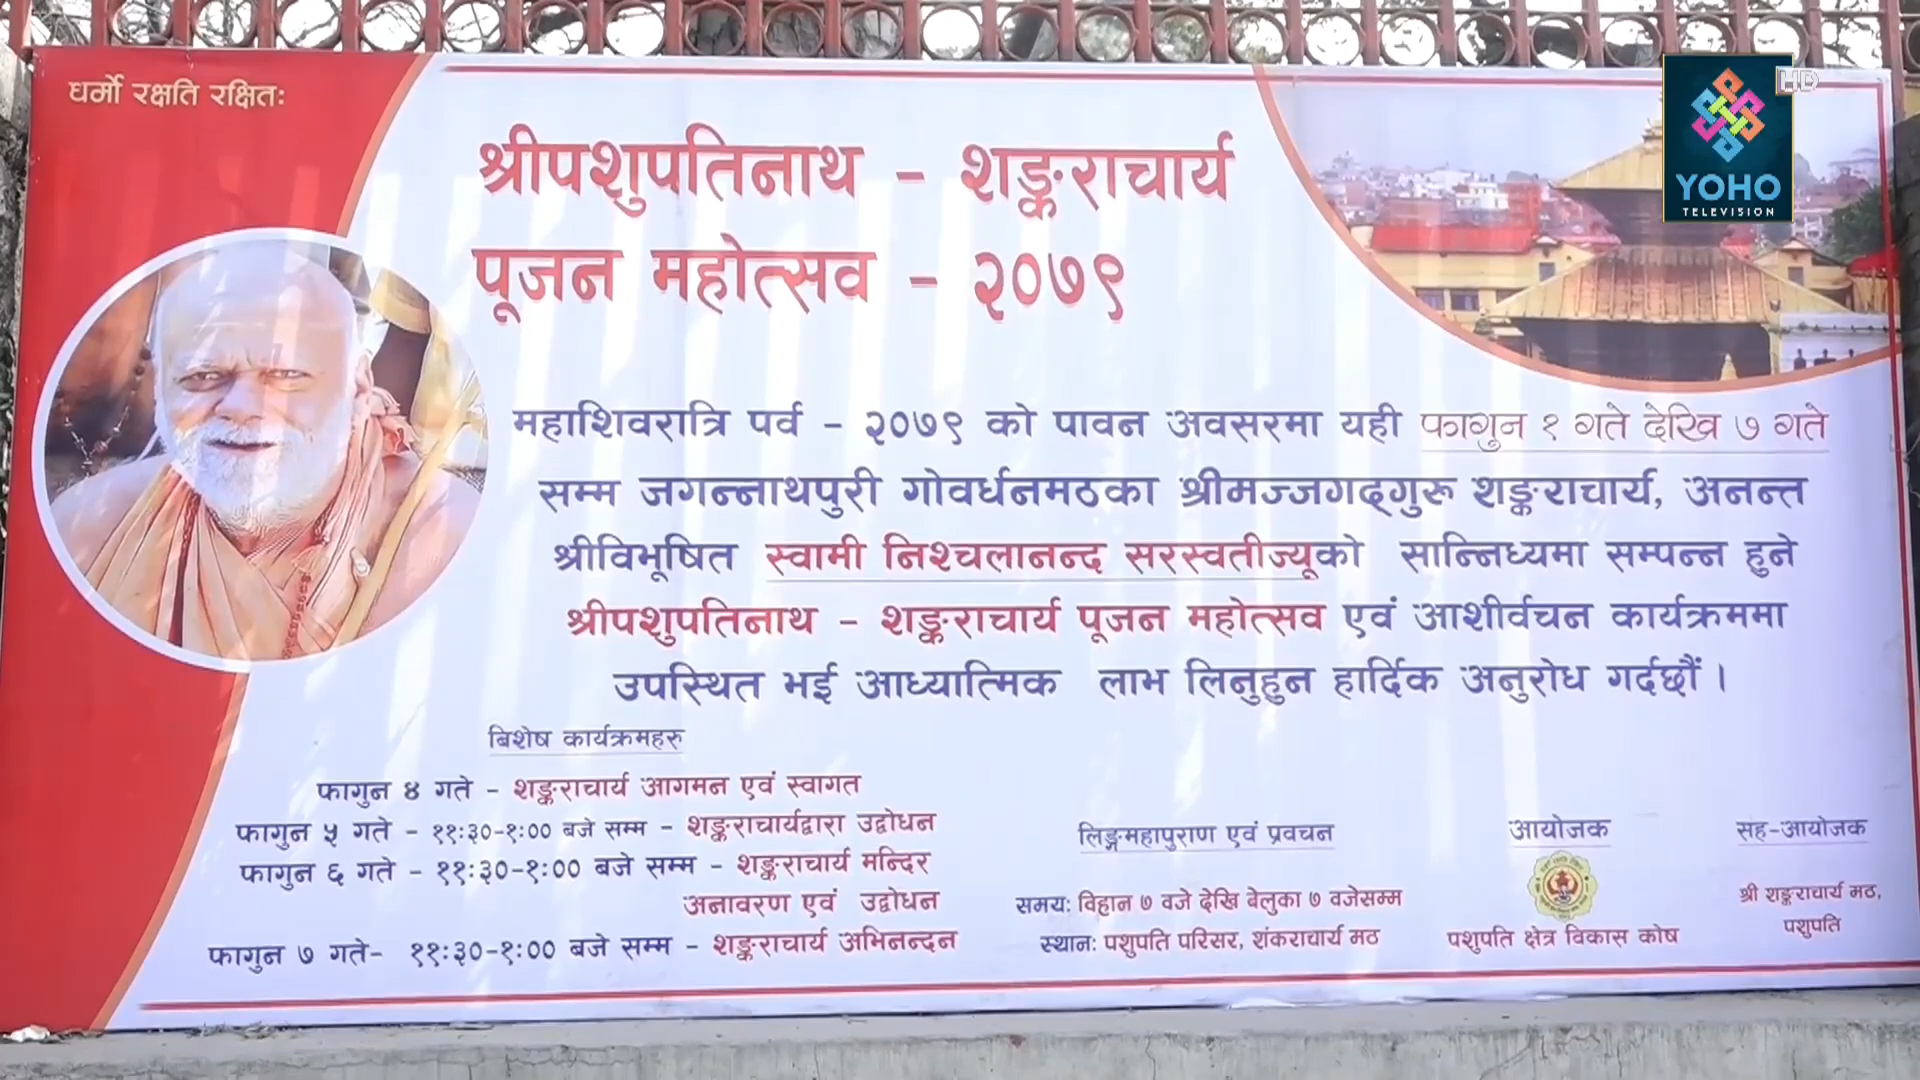 धर्मो रक्षति रक्षितः
HD
YOHO
TELEVISION
श्रीपशुपतिनाथ - शङ्कराचार्य
पूजन महोत्सव - २०७९
महाशिवरात्रि पर्व - २०७९ को पावन अवसरमा यही फागुन १ गते देखि ७ गते
सम्म जगन्नाथपुरी गोवर्धनमठका श्रीमज्जगद्गुरू शङ्कराचार्य, अनन्त
श्रीविभूषित स्वामी निश्चलानन्द सरस्वतीज्यूको सान्निध्यमा सम्पन्न हुने
श्रीपशुपतिनाथ - शङ्कराचार्य पूजन महोत्सव एवं आशीर्वचन कार्यक्रममा
उपस्थित भई आध्यात्मिक लाभ लिनुहुन हार्दिक अनुरोध गर्दछौं ।
बिशेष कार्यक्रमहरु
फागुन ४ गते - शङ्कराचार्य आगमन एवं स्वागत
फागुन ५ गते - ११:३०-१:०० बजे सम्म - शङ्कराचार्यद्वारा उद्बोधन
फागुन ६ गते - ११:३०-१:०० बजे सम्म - शङ्कराचार्य मन्दिर
अनावरण एवं उद्बोधन
फागुन ७ गते- ११:३०-१:०० बजे सम्म - शङ्कराचार्य अभिनन्दन
लिङ्गमहापुराण एवं प्रवचन
समय: विहान ७ वजे देखि बेलुका ७ वजेसम्म
स्थान: पशुपति परिसर, शंकराचार्य मठ
आयोजक
पशुपति क्षेत्र विकास कोष
सह-आयोजक
श्री शङ्कराचार्य मठ,
पशुपति